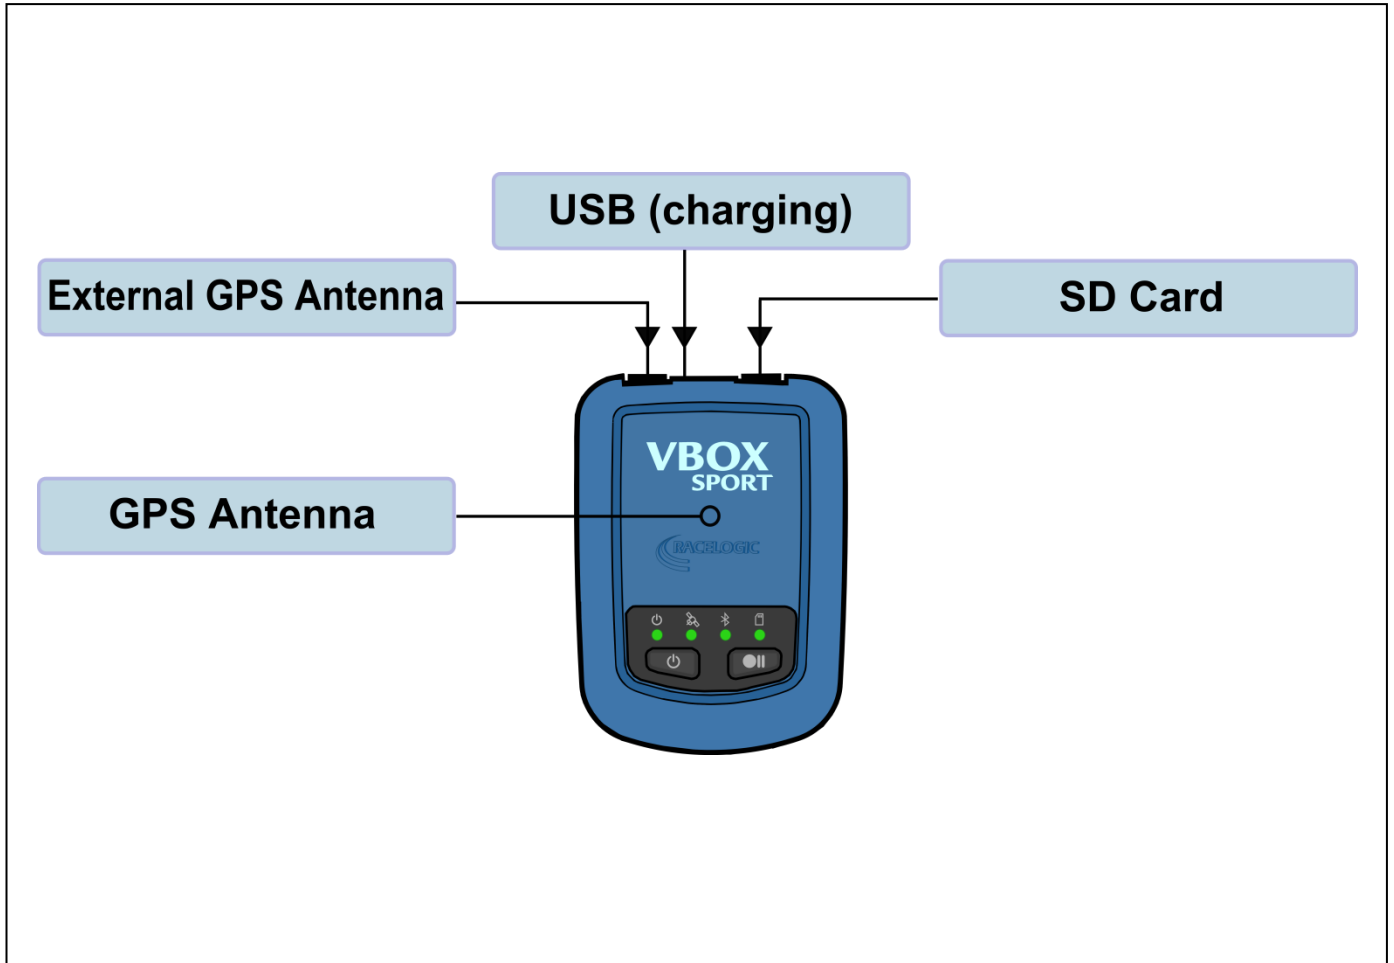 USB (charging)
External GPS Antenna
SD Card
VBOX
SPORT
GPS Antenna
RACELOGIC